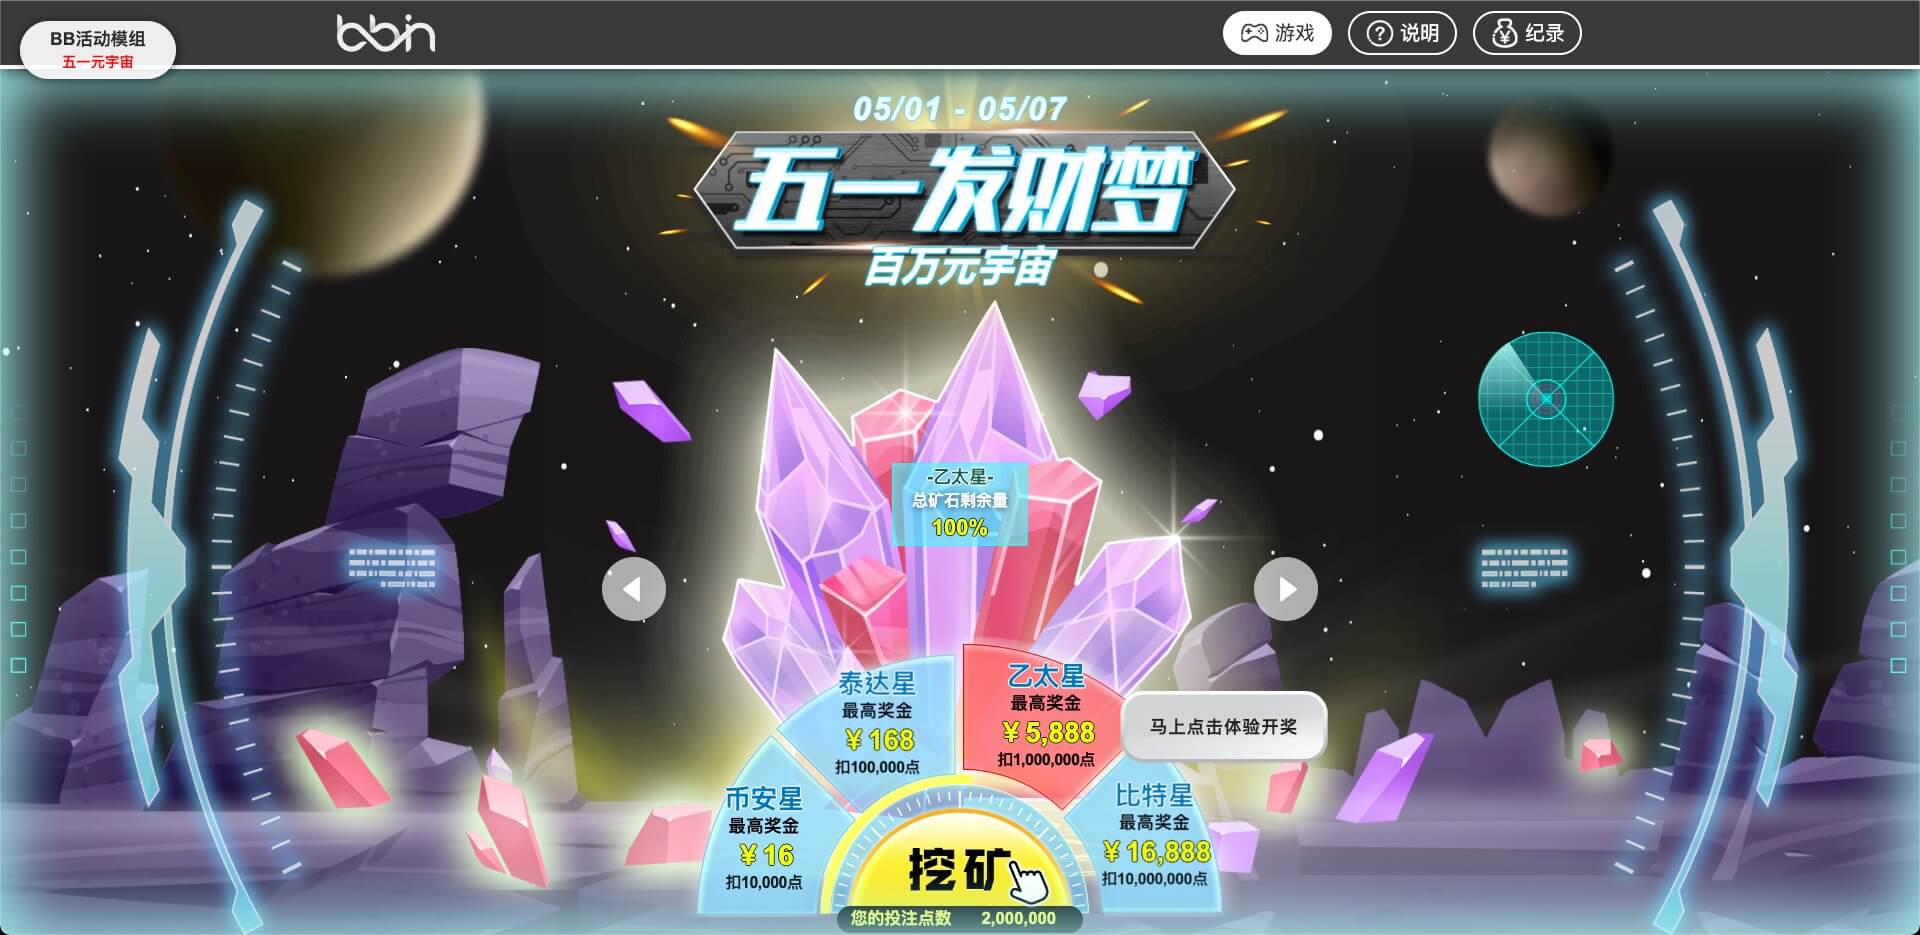 BB活动模组
五一元宇宙
bbin
游戏
? 说明
¥ 纪录
05/01 - 05/07
五一发财梦
百万元宇宙
-乙太星-
总矿石剩余量
100%
泰达星
最高奖金
¥168
扣100,000点
乙太星
最高奖金
¥5,888
扣1,000,000点
马上点击体验开奖
币安星
最高奖金
¥16
扣10,000点
比特星
最高奖金
¥16,888
扣10,000,000点
挖矿
您的投注点数 2,000,000